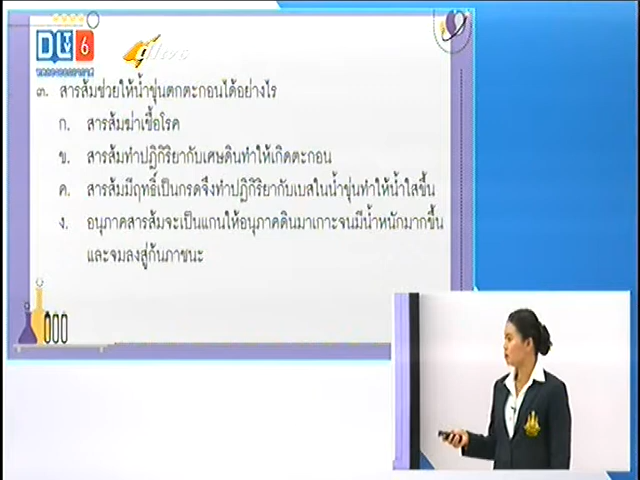 DLTV 6
๓. สารส้มช่วยให้น้ำขุ่นตกตะกอนได้อย่างไร
ก. สารส้มฆ่าเชื้อโรค
ข. สารส้มทำปฏิกิริยากับเศษดินทำให้เกิดตะกอน
ค. สารส้มมีฤทธิ์เป็นกรดจึงทำปฏิกิริยากับเบสในน้ำขุ่นทำให้น้ำใสขึ้น
ง. อนุภาคสารส้มจะเป็นแกนให้อนุภาคดินมาเกาะจนมีน้ำหนักมากขึ้น
และจมลงสู่ก้นภาชนะ